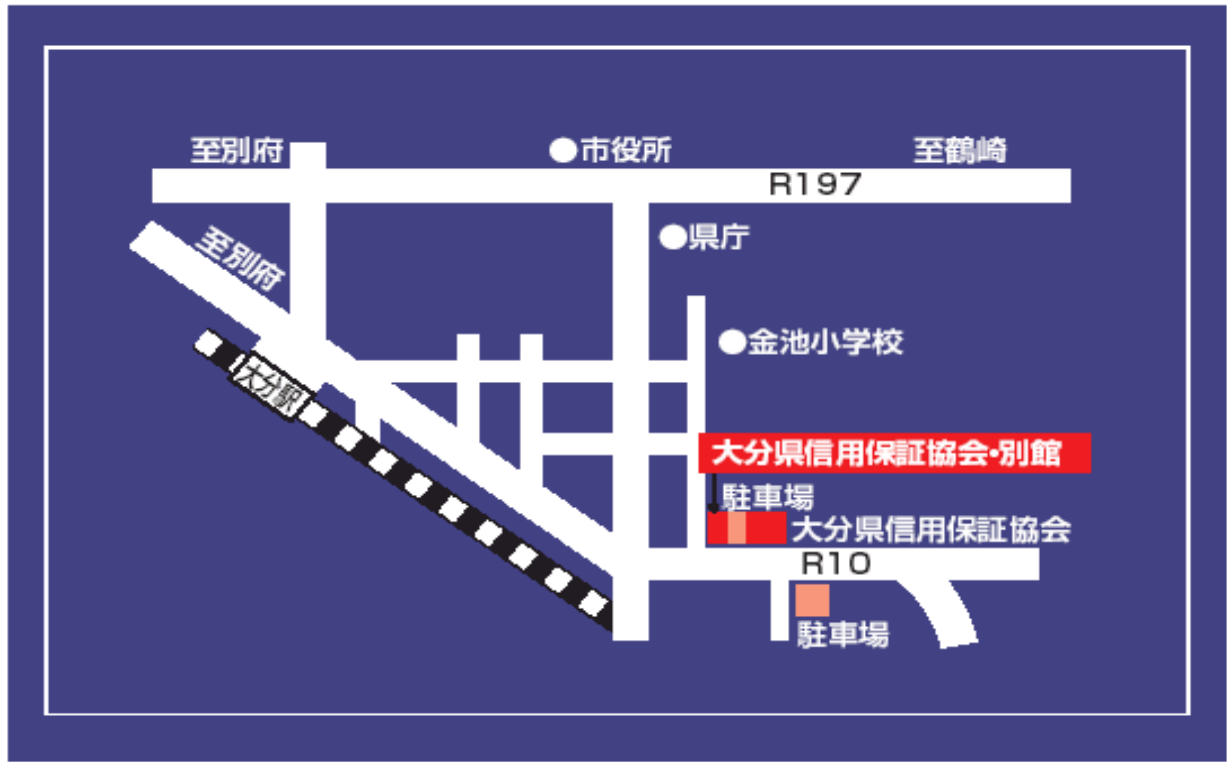 至別府
●市役所
至鶴崎
R197
●県庁
至別府
●金池小学校
大分駅
大分県信用保証協会・別館
駐車場
大分県信用保証協会
R10
駐車場